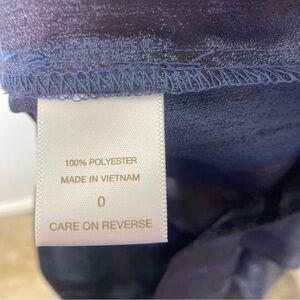 100% POLYESTER
MADE IN VIETNAM
0
CARE ON REVERSE